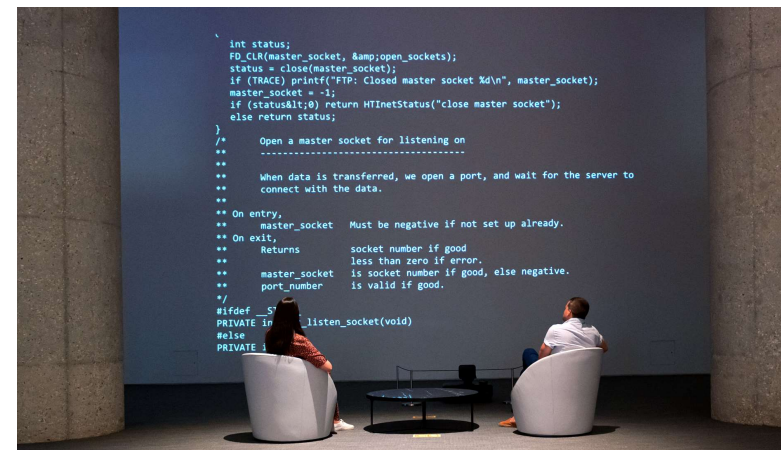 {
int status;
FD_CLR(master_socket, &amp;open_sockets);
status = close(master_socket);
if (TRACE) printf("FTP: Closed master socket %d\n", master_socket);
master_socket = -1;
if (status&lt;0) return HTInetStatus("close master socket");
else return status;
}
/* Open a master socket for listening on
** -------------------------------------
**
** When data is transferred, we open a port, and wait for the server to
** connect with the data.
**
** On entry,
** master_socket Must be negative if not set up already.
** On exit,
** Returns socket number if good
** less than zero if error.
** master_socket is socket number if good, else negative.
** port_number is valid if good.
*/
#ifdef __ST
PRIVATE in listen_socket(void)
#else
PRIVATE i